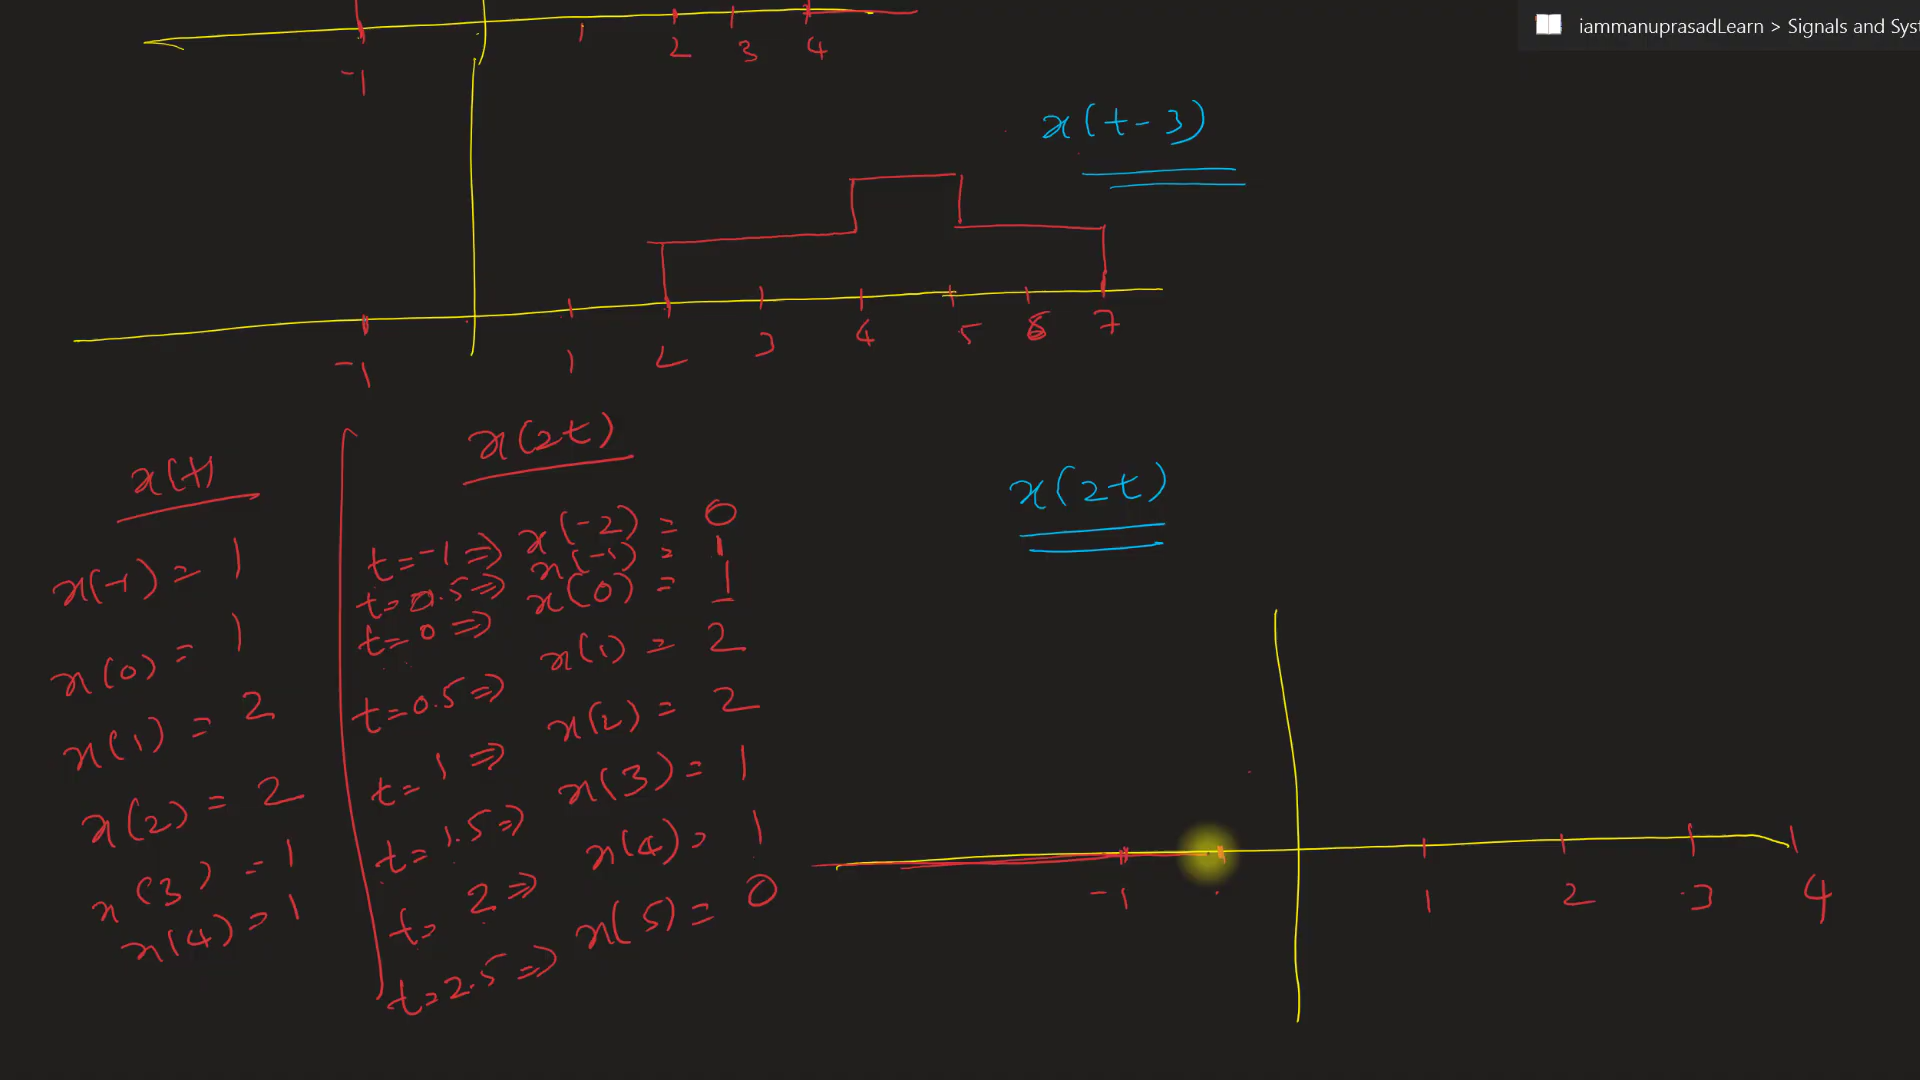 iammanuprasadLearn > Signals and Syst
1 2 3 4
-1
x(t-3)
-1 1 2 3 4 5 6 7
x(t)
x(-1) = 1
x(0) = 1
x(1) = 2
x(2) = 2
x(3) = 1
x(4) = 1
x(2t)
t = -1 => x(-2) = 0
t = 0.5 => x(-1) = 1
t = 0 => x(0) = 1
t = 0.5 => x(1) = 2
t = 1 => x(2) = 2
t = 1.5 => x(3) = 1
t = 2 => x(4) = 1
t = 2.5 => x(5) = 0
x(2t)
-1 1 2 3 4